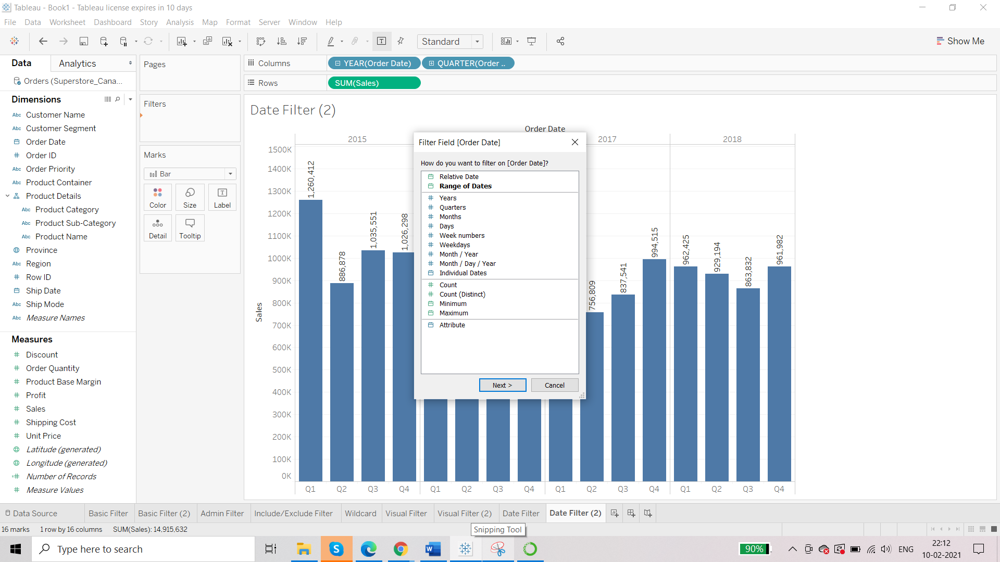 Tableau - Book1 - Tableau license expires in 10 days
File Data Worksheet Dashboard Story Analysis Map Format Server Window Help
Standard
Show Me
Data Analytics
Orders (Superstore_Cana...
Dimensions
Abc Customer Name
Abc Customer Segment
Order Date
# Order ID
Abc Order Priority
Abc Product Container
Product Details
Abc Product Category
Abc Product Sub-Category
Abc Product Name
Province
Abc Region
# Row ID
Ship Date
Abc Ship Mode
Abc Measure Names
Measures
# Discount
# Order Quantity
# Product Base Margin
# Profit
# Sales
# Shipping Cost
# Unit Price
Latitude (generated)
Longitude (generated)
=# Number of Records
# Measure Values
Pages
Filters
Marks
Bar
Color Size Label
Detail Tooltip
Columns YEAR(Order Date) QUARTER(Order ..
Rows SUM(Sales)
Date Filter (2)
Order Date
2015 2017 2018
Sales
1500K
1400K
1300K
1200K
1100K
1000K
900K
800K
700K
600K
500K
400K
300K
200K
100K
0K
1,260,412
886,878
1,035,551
1,026,298
756,809
837,541
994,515
962,425
929,194
863,832
961,982
Q1 Q2 Q3 Q4 Q1 Q2 Q3 Q4 Q1 Q2 Q3 Q4 Q1 Q2 Q3 Q4
Filter Field [Order Date]
How do you want to filter on [Order Date]?
Relative Date
Range of Dates
# Years
# Quarters
# Months
# Days
# Week numbers
# Weekdays
# Month / Year
# Month / Day / Year
Individual Dates
# Count
# Count (Distinct)
Minimum
Maximum
Attribute
Next > Cancel
Data Source Basic Filter Basic Filter (2) Admin Filter Include/Exclude Filter Wildcard Visual Filter Visual Filter (2) Date Filter Date Filter (2)
16 marks 1 row by 16 columns SUM(Sales): 14,915,632
Snipping Tool
Type here to search
90%
ENG
22:12
10-02-2021